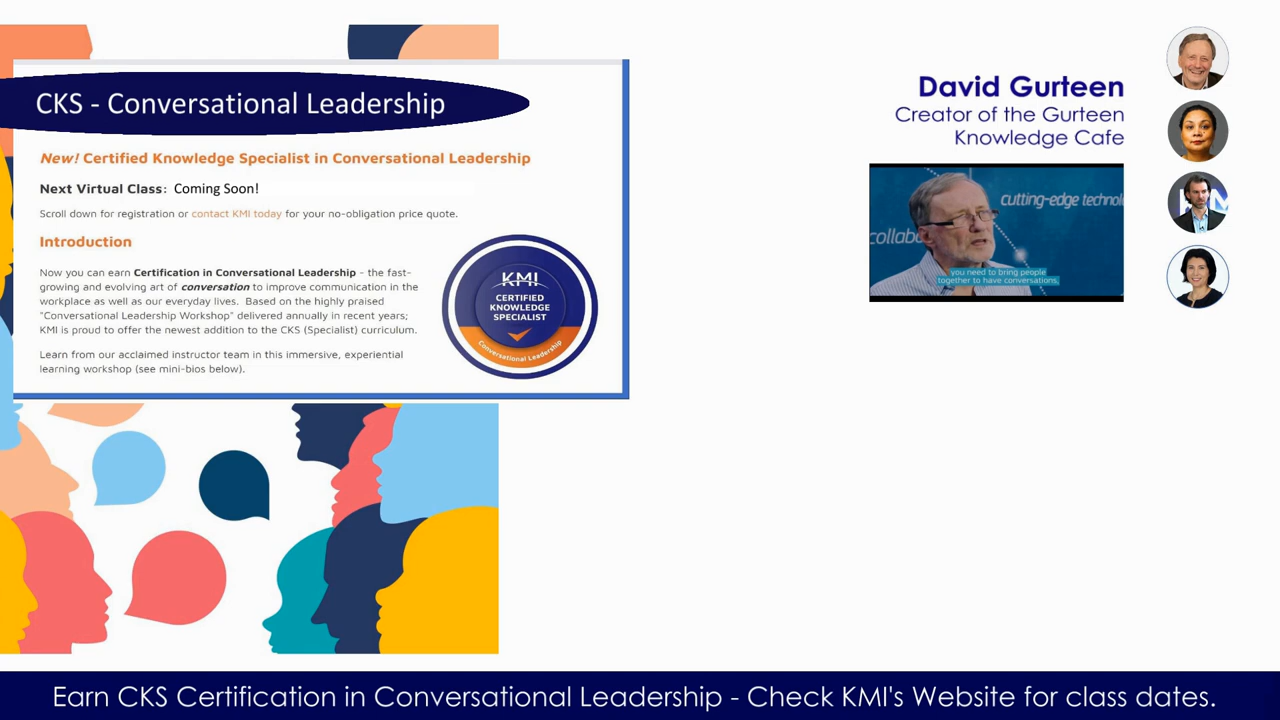 CKS - Conversational Leadership
New! Certified Knowledge Specialist in Conversational Leadership
Next Virtual Class: Coming Soon!
Scroll down for registration or contact KMI today for your no-obligation price quote.
Introduction
Now you can earn Certification in Conversational Leadership - the fast-
growing and evolving art of conversation to improve communication in the
workplace as well as our everyday lives. Based on the highly praised
"Conversational Leadership Workshop" delivered annually in recent years;
KMI is proud to offer the newest addition to the CKS (Specialist) curriculum.
Learn from our acclaimed instructor team in this immersive, experiential
learning workshop (see mini-bios below).
KMI
CERTIFIED
KNOWLEDGE
SPECIALIST
Conversational Leadership
David Gurteen
Creator of the Gurteen
Knowledge Cafe
cutting-edge technol
collabo
you need to bring people
together to have conversations,
Earn CKS Certification in Conversational Leadership - Check KMI's Website for class dates.